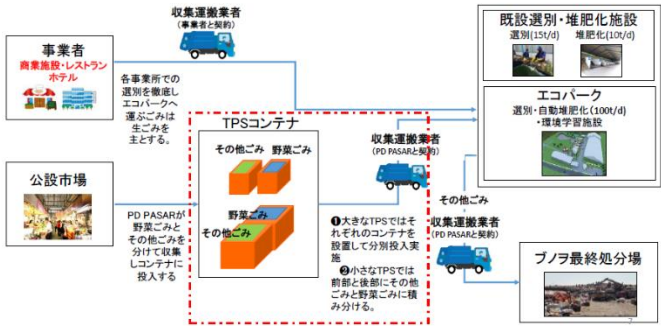 収集運搬業者
(事業者と契約)
既設選別・堆肥化施設
選別(15t/d)　堆肥化(10t/d)
事業者
商業施設・レストラン
ホテル
各事業所での
選別を徹底し
エコパークへ
運ぶごみは
生ごみを
主とする。
エコパーク
選別・自動堆肥化(100t/d)
・環境学習施設
TPSコンテナ
その他ごみ　野菜ごみ
収集運搬業者
(PD PASARと契約)
公設市場
野菜ごみ
その他ごみ
PD PASARが
野菜ごみと
その他ごみを
分けて収集
しコンテナに
投入する
❶大きなTPSではそ
れぞれのコンテナを
設置して分別投入実
施
❷小さなTPSでは
前部と後部にその他
ごみと野菜ごみに積
み分ける。
その他ごみ
収集運搬業者
(PD PASARと契約)
ブノヲ最終処分場
7